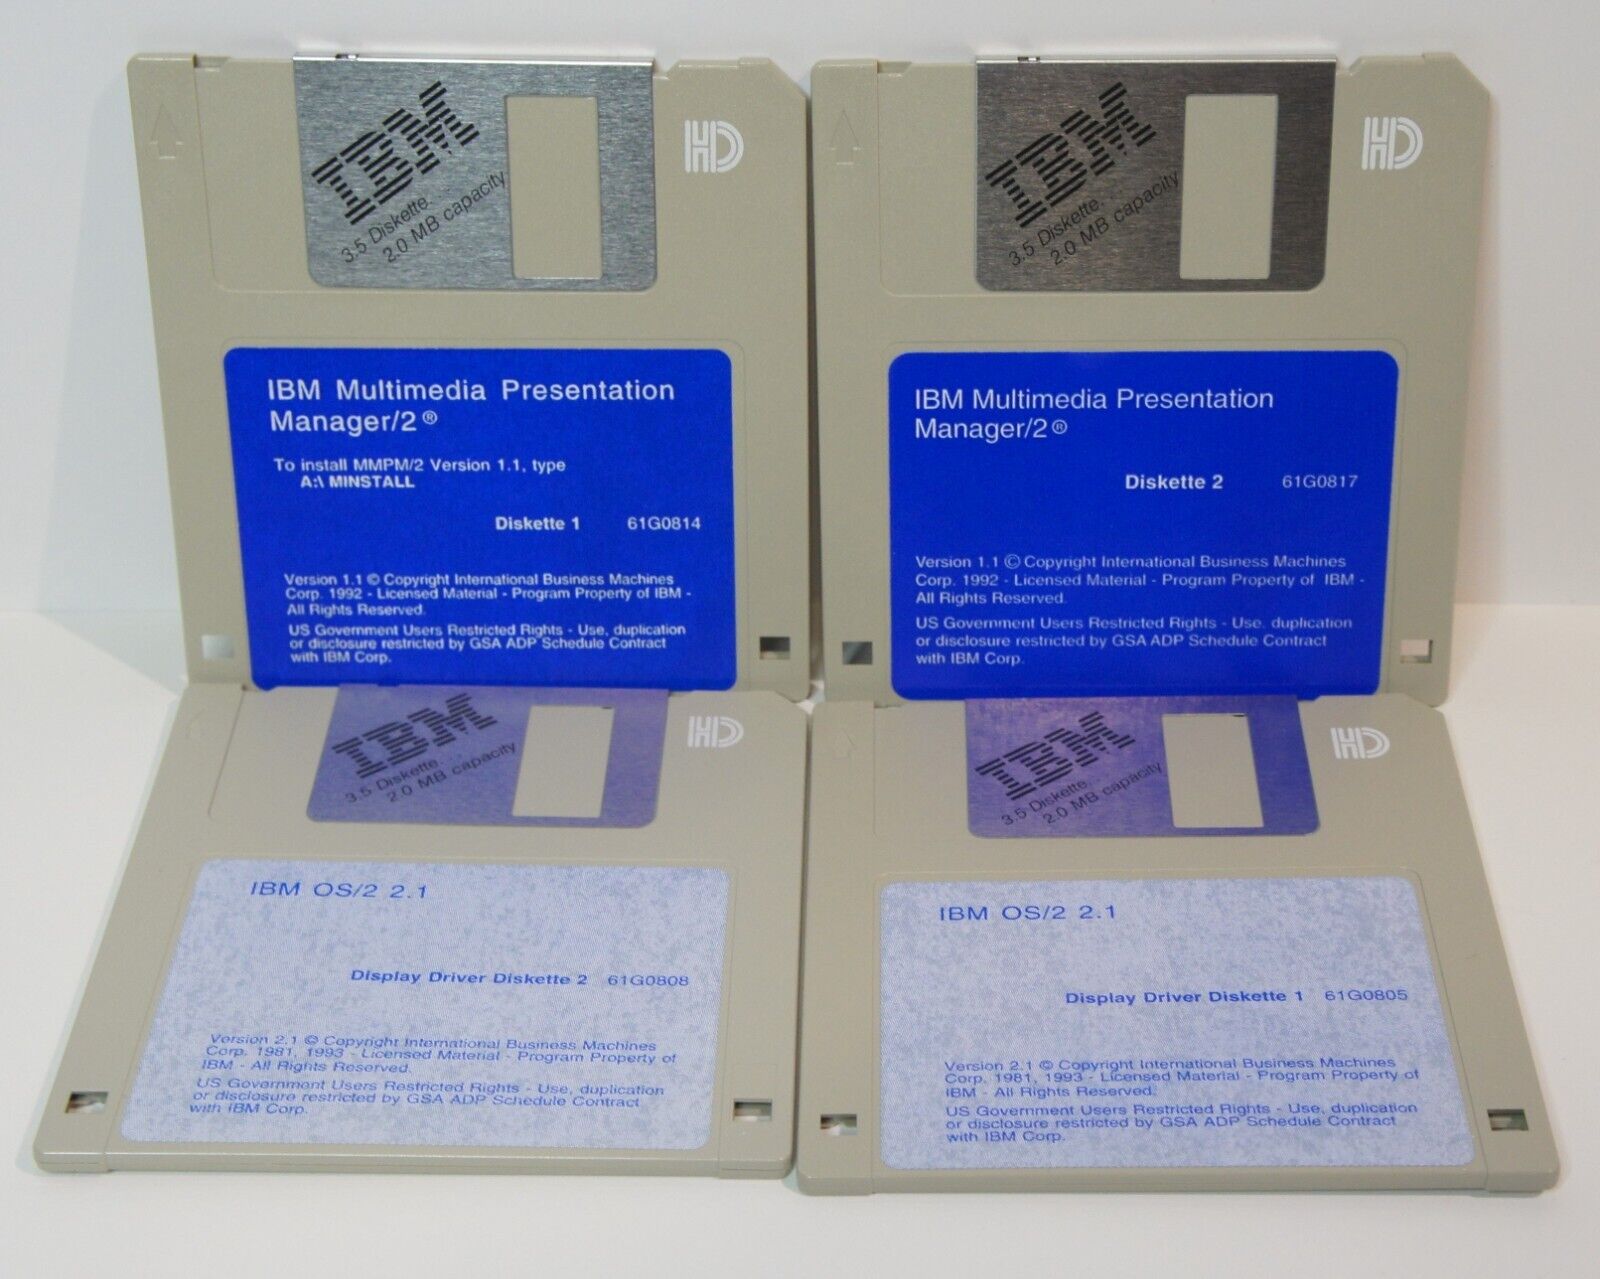 IBM
3.5 Diskette.
2.0 MB capacity
HD
IBM Multimedia Presentation
Manager/2®
To install MMPM/2 Version 1.1, type
A:\ MINSTALL
Diskette 1 61G0814
Version 1.1 © Copyright International Business Machines
Corp. 1992 - Licensed Material - Program Property of IBM -
All Rights Reserved.
US Government Users Restricted Rights - Use, duplication
or disclosure restricted by GSA ADP Schedule Contract
with IBM Corp.
IBM
3.5 Diskette.
2.0 MB capacity
HD
IBM Multimedia Presentation
Manager/2®
Diskette 2 61G0817
Version 1.1 © Copyright International Business Machines
Corp. 1992 - Licensed Material - Program Property of IBM -
All Rights Reserved.
US Government Users Restricted Rights - Use, duplication
or disclosure restricted by GSA ADP Schedule Contract
with IBM Corp.
IBM
3.5 Diskette.
2.0 MB capacity
HD
IBM OS/2 2.1
Display Driver Diskette 2 61G0808
Version 2.1 © Copyright International Business Machines
Corp. 1981, 1993 - Licensed Material - Program Property of
IBM - All Rights Reserved.
US Government Users Restricted Rights - Use, duplication
or disclosure restricted by GSA ADP Schedule Contract
with IBM Corp.
IBM
3.5 Diskette.
2.0 MB capacity
HD
IBM OS/2 2.1
Display Driver Diskette 1 61G0805
Version 2.1 © Copyright International Business Machines
Corp. 1981, 1993 - Licensed Material - Program Property of
IBM - All Rights Reserved.
US Government Users Restricted Rights - Use, duplication
or disclosure restricted by GSA ADP Schedule Contract
with IBM Corp.